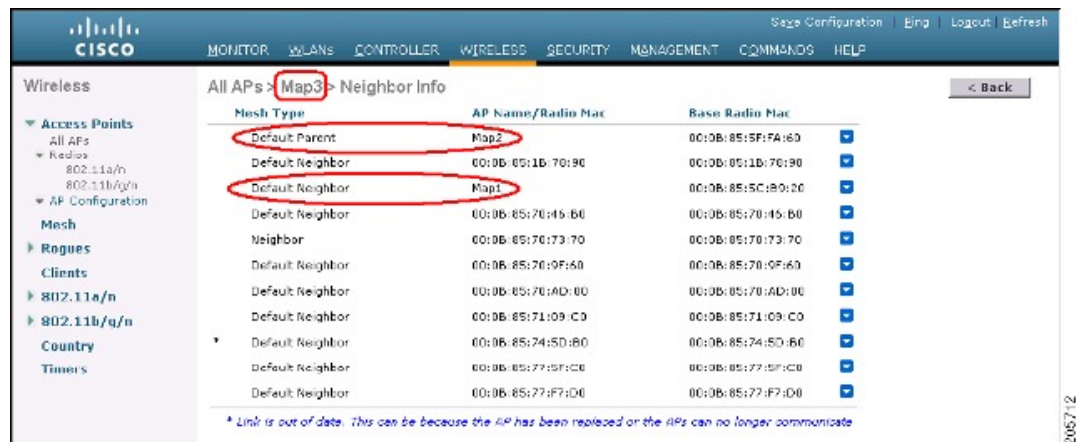 Save Configuration | Ping | Logout | Refresh
CISCO
MONITOR WLANs CONTROLLER WIRELESS SECURITY MANAGEMENT COMMANDS HELP
Wireless
Access Points
All APs
Radios
802.11a/n
802.11b/g/n
AP Configuration
Mesh
Rogues
Clients
802.11a/n
802.11b/g/n
Country
Timers
All APs > Map3 > Neighbor Info
< Back
Mesh Type AP Name/Radio Mac Base Radio Mac
Default Parent Map2 00:0B:85:5F:FA:60
Default Neighbor 00:0B:85:1B:78:90 00:0B:85:1B:78:90
Default Neighbor Map1 00:0B:85:5C:B9:20
Default Neighbor 00:0B:85:70:46:B0 00:0B:85:70:46:B0
Neighbor 00:0B:85:70:73:70 00:0B:85:70:73:70
Default Neighbor 00:0B:85:70:9F:60 00:0B:85:70:9F:60
Default Neighbor 00:0B:85:70:AD:00 00:0B:85:70:AD:00
Default Neighbor 00:0B:85:71:09:C0 00:0B:85:71:09:C0
* Default Neighbor 00:0B:85:74:5D:B0 00:0B:85:74:5D:B0
Default Neighbor 00:0B:85:77:5F:C0 00:0B:85:77:5F:C0
Default Neighbor 00:0B:85:77:F7:D0 00:0B:85:77:F7:D0
* Link is out of date. This can be because the AP has been replaced or the APs can no longer communicate
205712